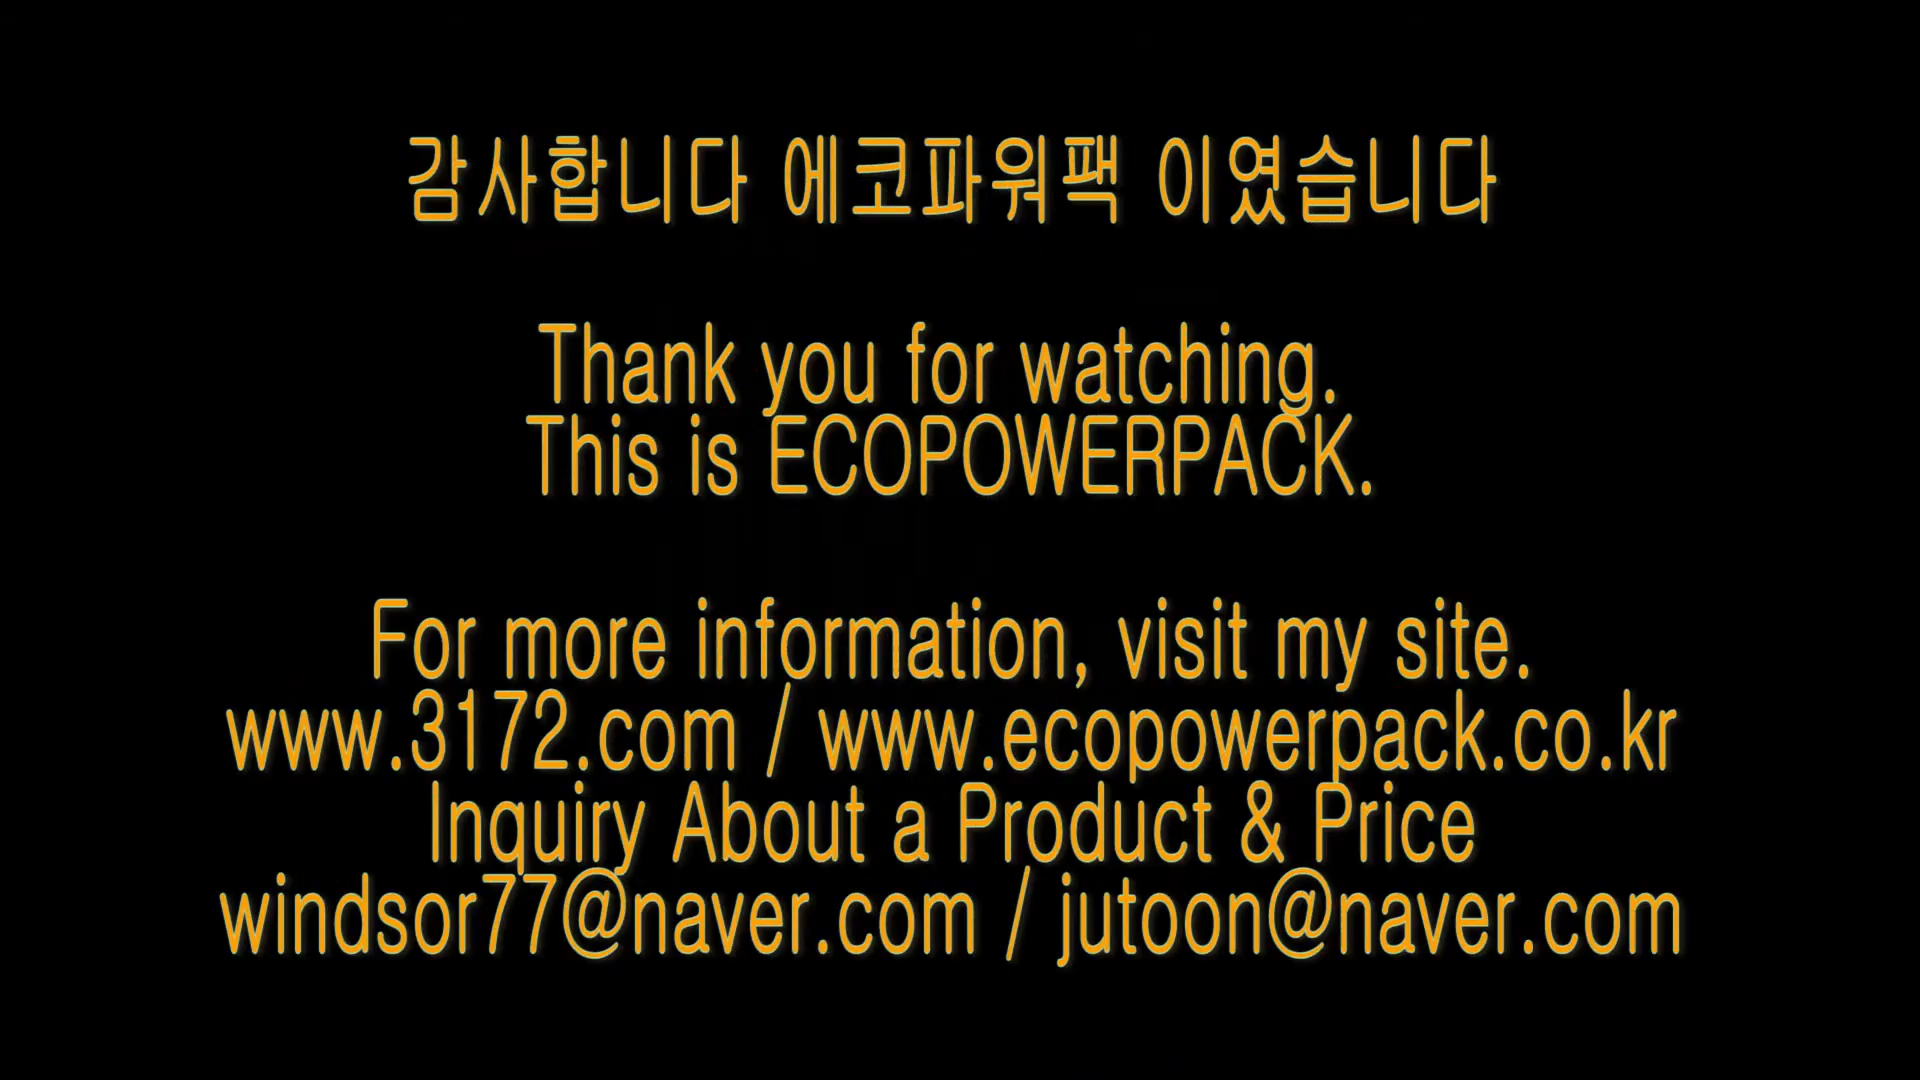 감사합니다 에코파워팩 이였습니다
Thank you for watching.
This is ECOPOWERPACK.
For more information, visit my site.
www.3172.com / www.ecopowerpack.co.kr
Inquiry About a Product & Price
windsor77@naver.com / jutoon@naver.com